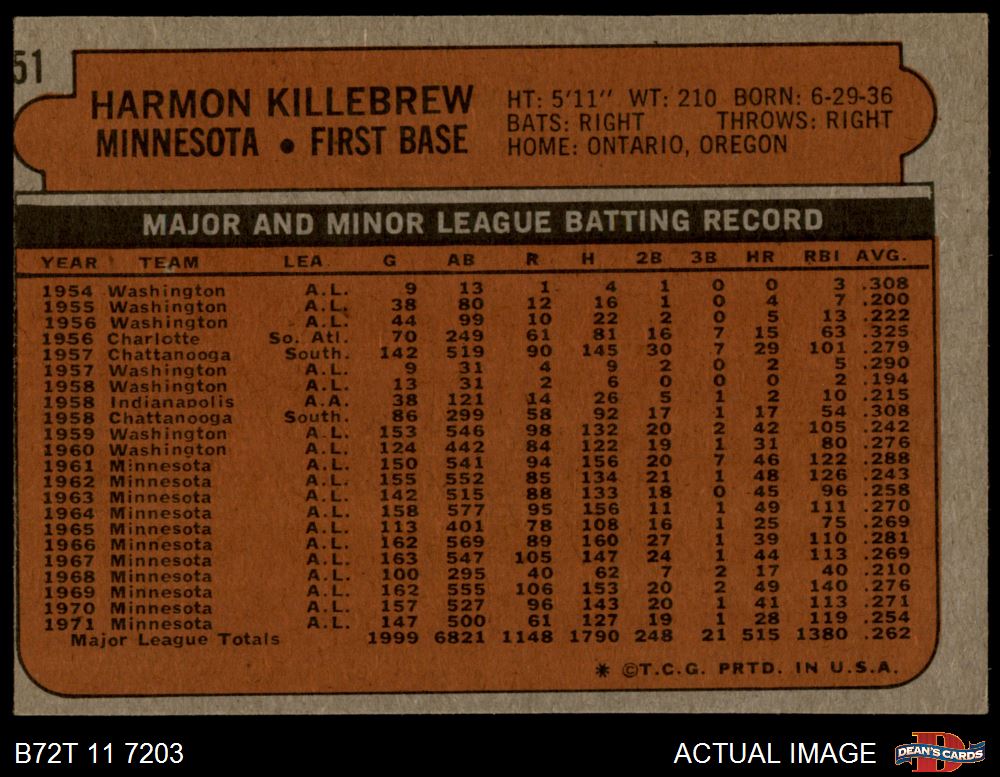 51
HARMON KILLEBREW
MINNESOTA • FIRST BASE
HT: 5'11" WT: 210 BORN: 6-29-36
BATS: RIGHT THROWS: RIGHT
HOME: ONTARIO, OREGON
MAJOR AND MINOR LEAGUE BATTING RECORD
YEAR TEAM LEA G AB R H 2B 3B HR RBI AVG.
1954 Washington A.L. 9 13 1 4 1 0 0 3 .308
1955 Washington A.L. 38 80 12 16 1 0 4 7 .200
1956 Washington A.L. 44 99 10 22 2 0 5 13 .222
1956 Charlotte So. Atl. 70 249 61 81 16 7 15 63 .325
1957 Chattanooga South. 142 519 90 145 30 7 29 101 .279
1957 Washington A.L. 9 31 4 9 2 0 2 5 .290
1958 Washington A.L. 13 31 2 6 0 0 0 2 .194
1958 Indianapolis A.A. 38 121 14 26 5 1 2 10 .215
1958 Chattanooga South. 86 299 58 92 17 1 17 54 .308
1959 Washington A.L. 153 546 98 132 20 2 42 105 .242
1960 Washington A.L. 124 442 84 122 19 1 31 80 .276
1961 Minnesota A.L. 150 541 94 156 20 7 46 122 .288
1962 Minnesota A.L. 155 552 85 134 21 1 48 126 .243
1963 Minnesota A.L. 142 515 88 133 18 0 45 96 .258
1964 Minnesota A.L. 158 577 95 156 11 1 49 111 .270
1965 Minnesota A.L. 113 401 78 108 16 1 25 75 .269
1966 Minnesota A.L. 162 569 89 160 27 1 39 110 .281
1967 Minnesota A.L. 163 547 105 147 24 1 44 113 .269
1968 Minnesota A.L. 100 295 40 62 7 2 17 40 .210
1969 Minnesota A.L. 162 555 106 153 20 2 49 140 .276
1970 Minnesota A.L. 157 527 96 143 20 1 41 113 .271
1971 Minnesota A.L. 147 500 61 127 19 1 28 119 .254
Major League Totals 1999 6821 1148 1790 248 21 515 1380 .262
* ©T.C.G. PRTD. IN U.S.A.
B72T 11 7203
ACTUAL IMAGE
D
DEAN'S CARDS